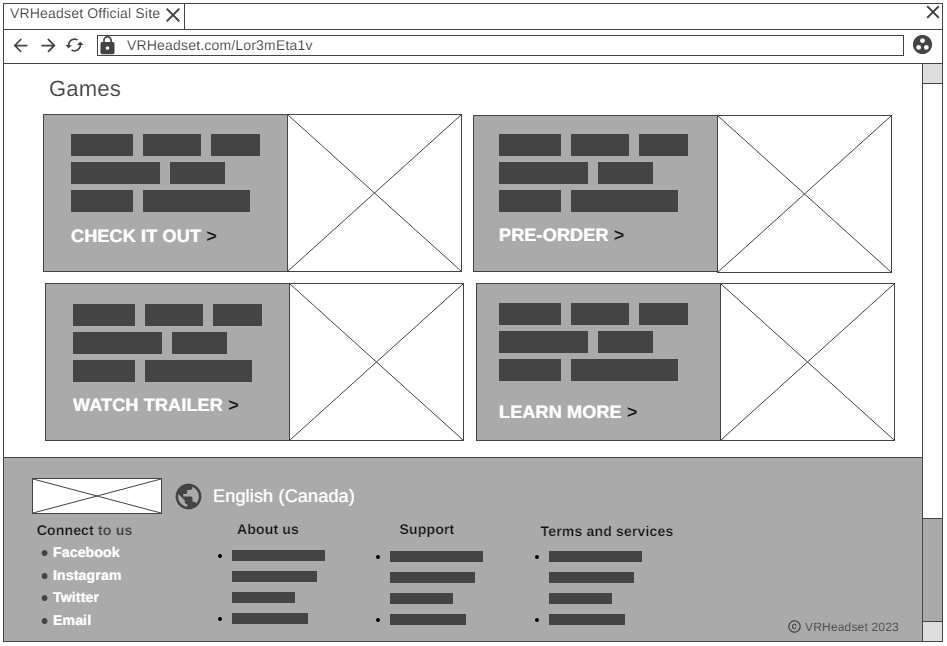 VRHeadset Official Site
VRHeadset.com/Lor3mEta1v
Games
CHECK IT OUT >
PRE-ORDER >
WATCH TRAILER >
LEARN MORE >
English (Canada)
Connect to us
Facebook
Instagram
Twitter
Email
About us
Support
Terms and services
© VRHeadset 2023